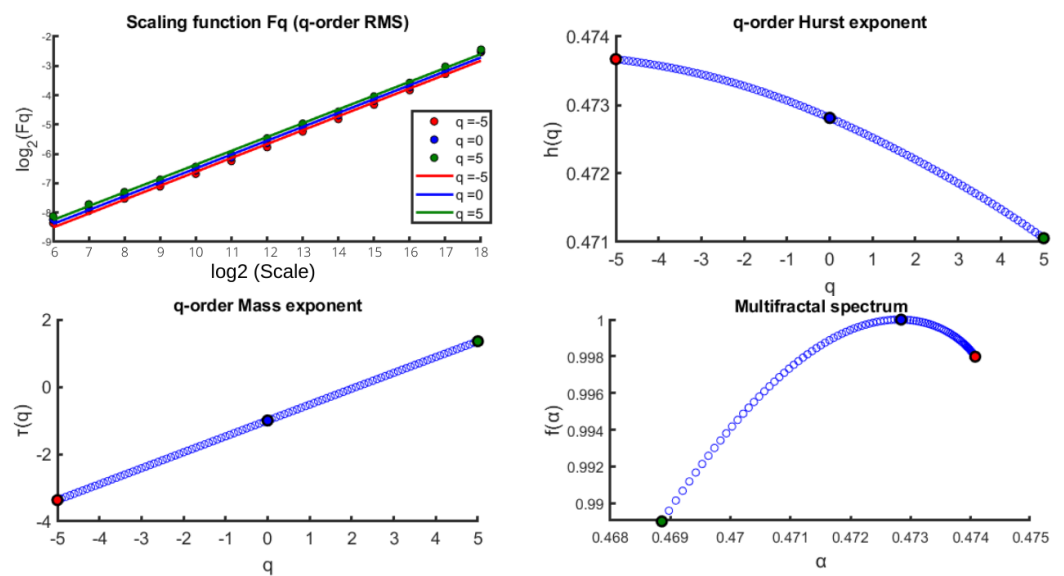 Scaling function Fq (q-order RMS)
-2
-3
-4
-5
-6
-7
-8
-9
log2(Fq)
q =-5
q =0
q =5
q =-5
q =0
q =5
6 7 8 9 10 11 12 13 14 15 16 17 18
log2 (Scale)
q-order Hurst exponent
0.474
0.473
0.472
0.471
h(q)
-5 -4 -3 -2 -1 0 1 2 3 4 5
q
q-order Mass exponent
2
0
-2
-4
τ(q)
-5 -4 -3 -2 -1 0 1 2 3 4 5
q
Multifractal spectrum
1
0.998
0.996
0.994
0.992
0.99
f(α)
0.468 0.469 0.47 0.471 0.472 0.473 0.474 0.475
α